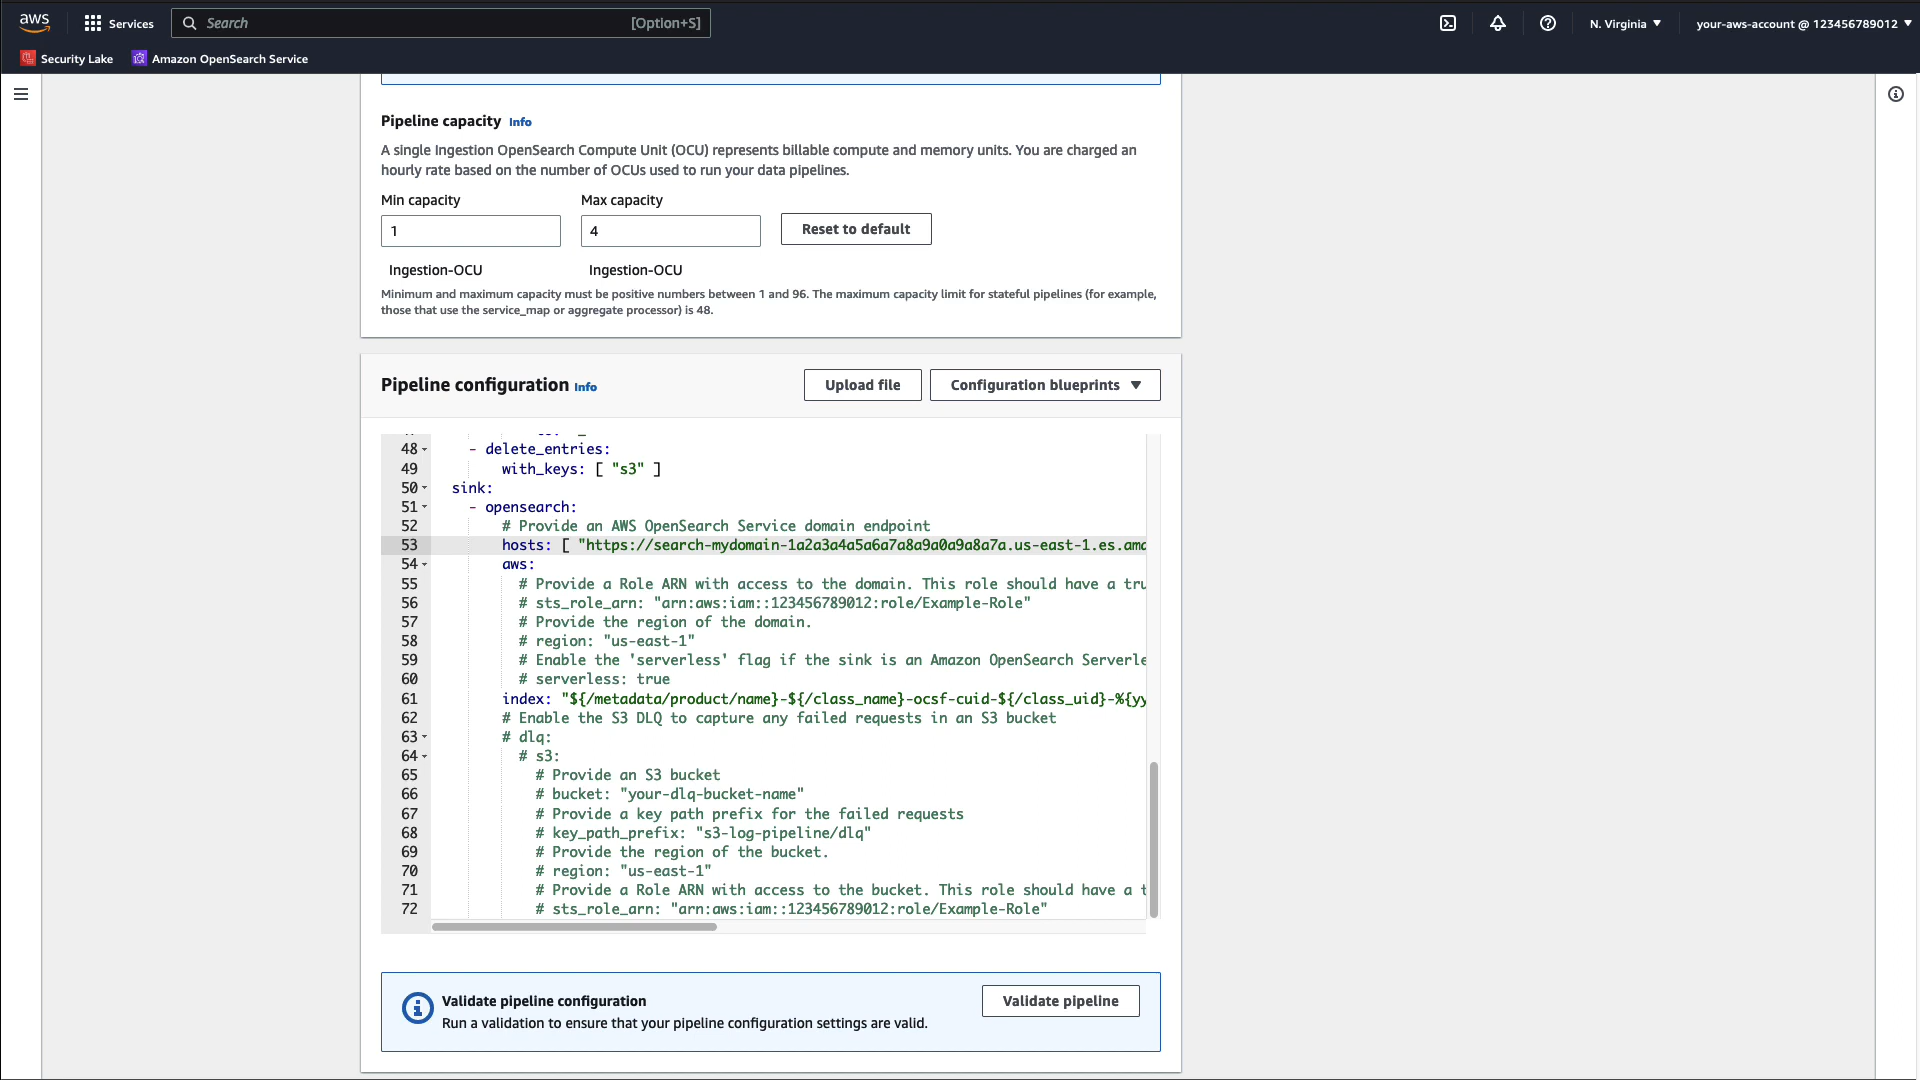 aws
Services
Search
[Option+S]
N. Virginia
your-aws-account @ 123456789012
Security Lake
Amazon OpenSearch Service
Pipeline capacity Info
A single Ingestion OpenSearch Compute Unit (OCU) represents billable compute and memory units. You are charged an
hourly rate based on the number of OCUs used to run your data pipelines.
Min capacity
Max capacity
1
4
Reset to default
Ingestion-OCU
Ingestion-OCU
Minimum and maximum capacity must be positive numbers between 1 and 96. The maximum capacity limit for stateful pipelines (for example,
those that use the service_map or aggregate processor) is 48.
Pipeline configuration Info
Upload file
Configuration blueprints
48 - delete_entries:
49 with_keys: [ "s3" ]
50 sink:
51 - opensearch:
52 # Provide an AWS OpenSearch Service domain endpoint
53 hosts: [ "https://search-mydomain-1a2a3a4a5a6a7a8a9a0a9a8a7a.us-east-1.es.ama
54 aws:
55 # Provide a Role ARN with access to the domain. This role should have a tru
56 # sts_role_arn: "arn:aws:iam::123456789012:role/Example-Role"
57 # Provide the region of the domain.
58 # region: "us-east-1"
59 # Enable the 'serverless' flag if the sink is an Amazon OpenSearch Serverle
60 # serverless: true
61 index: "${/metadata/product/name}-${/class_name}-ocsf-cuid-${/class_uid}-%{yy
62 # Enable the S3 DLQ to capture any failed requests in an S3 bucket
63 # dlq:
64 # s3:
65 # Provide an S3 bucket
66 # bucket: "your-dlq-bucket-name"
67 # Provide a key path prefix for the failed requests
68 # key_path_prefix: "s3-log-pipeline/dlq"
69 # Provide the region of the bucket.
70 # region: "us-east-1"
71 # Provide a Role ARN with access to the bucket. This role should have a t
72 # sts_role_arn: "arn:aws:iam::123456789012:role/Example-Role"
Validate pipeline configuration
Run a validation to ensure that your pipeline configuration settings are valid.
Validate pipeline